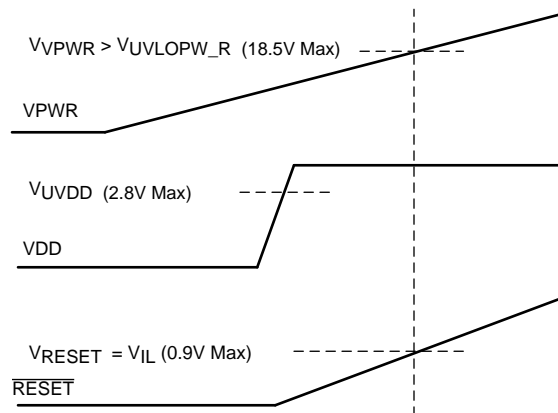 VVPWR > VUVLOPW_R (18.5V Max)
VPWR
VUVDD (2.8V Max)
VDD
VRESET = VIL (0.9V Max)
RESET